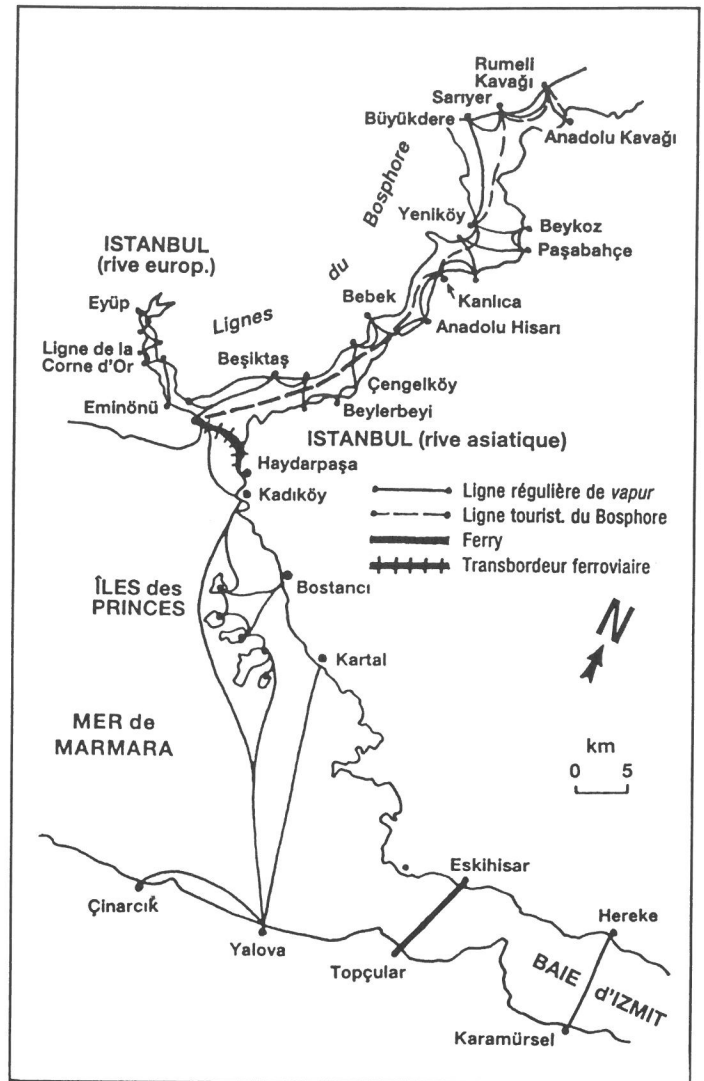 Rumeli
Kavağı
Sarıyer
Büyükdere
Anadolu Kavağı
Bosphore
du
Lignes
Yeniköy
Beykoz
Paşabahçe
ISTANBUL
(rive europ.)
Eyüp
Bebek
Kanlıca
Anadolu Hisarı
Ligne de la
Corne d'Or
Beşiktaş
Çengelköy
Eminönü
Beylerbeyi
ISTANBUL (rive asiatique)
Haydarpaşa
Kadıköy
Ligne régulière de vapur
Ligne tourist. du Bosphore
Ferry
Transbordeur ferroviaire
ÎLES des
PRINCES
Bostancı
Kartal
N
MER de
MARMARA
km
0 5
Eskihisar
Çinarcık
Yalova
Topçular
Hereke
BAIE
d'IZMIT
Karamürsel